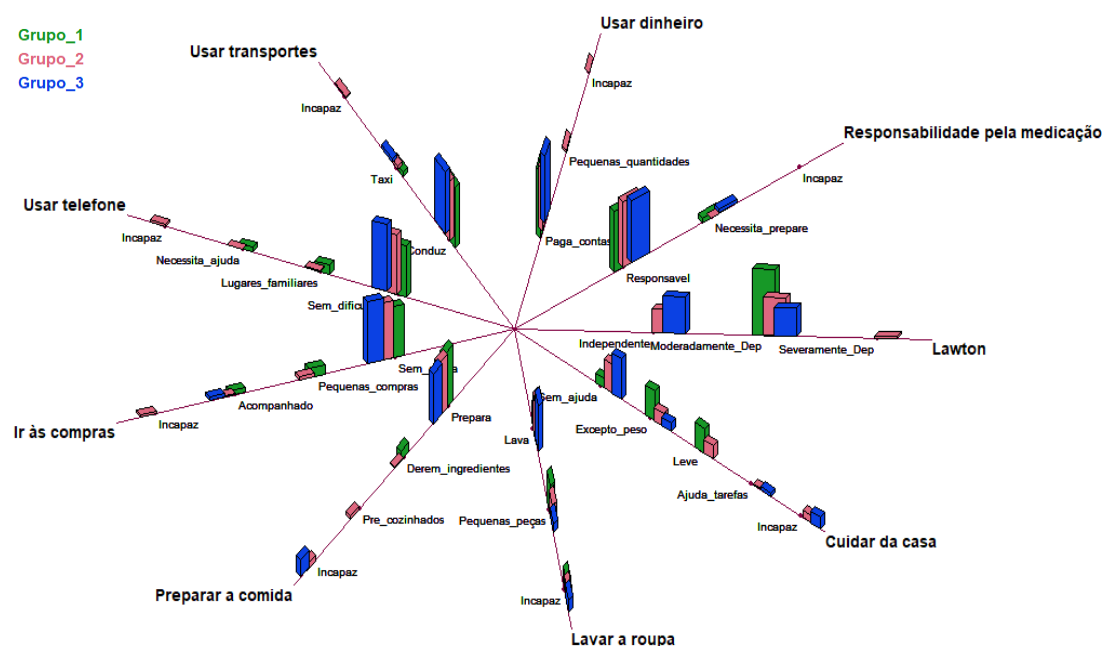 Grupo_1
Grupo_2
Grupo_3
Usar dinheiro
Incapaz
Pequenas_quantidades
Paga_contas
Usar transportes
Incapaz
Taxi
Conduz
Responsabilidade pela medicação
Incapaz
Necessita_prepare
Responsavel
Usar telefone
Incapaz
Necessita_ajuda
Lugares_familiares
Independente
Moderadamente_Dep
Severamente_Dep
Lawton
Ir às compras
Incapaz
Acompanhado
Pequenas_compras
Sem_ajuda
Excepto_peso
Leve
Ajuda_tarefas
Incapaz
Cuidar da casa
Preparar a comida
Incapaz
Pre_cozinhados
Derem_ingredientes
Prepara
Lava
Pequenas_peças
Incapaz
Lavar a roupa